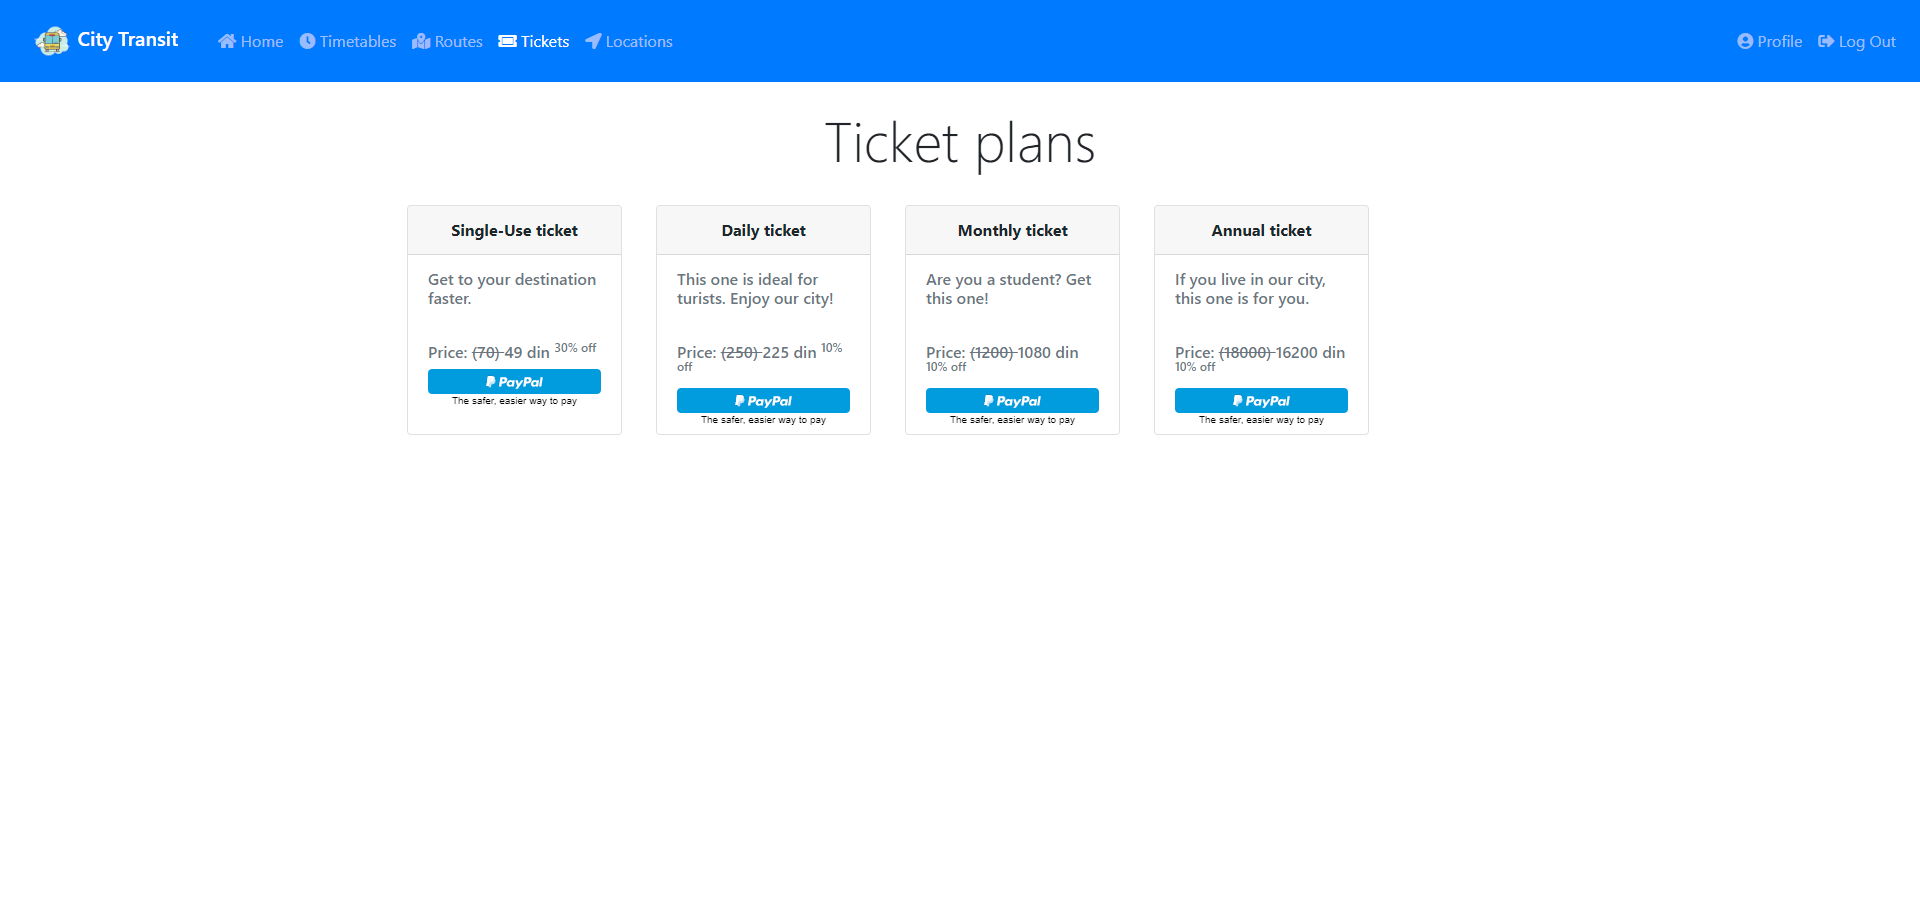 City Transit
Home
Timetables
Routes
Tickets
Locations
Profile
Log Out
Ticket plans
Single-Use ticket
Get to your destination
faster.
Price: (70) 49 din 30% off
PayPal
The safer, easier way to pay
Daily ticket
This one is ideal for
turists. Enjoy our city!
Price: (250) 225 din 10%
off
PayPal
The safer, easier way to pay
Monthly ticket
Are you a student? Get
this one!
Price: (1200) 1080 din
10% off
PayPal
The safer, easier way to pay
Annual ticket
If you live in our city,
this one is for you.
Price: (18000) 16200 din
10% off
PayPal
The safer, easier way to pay